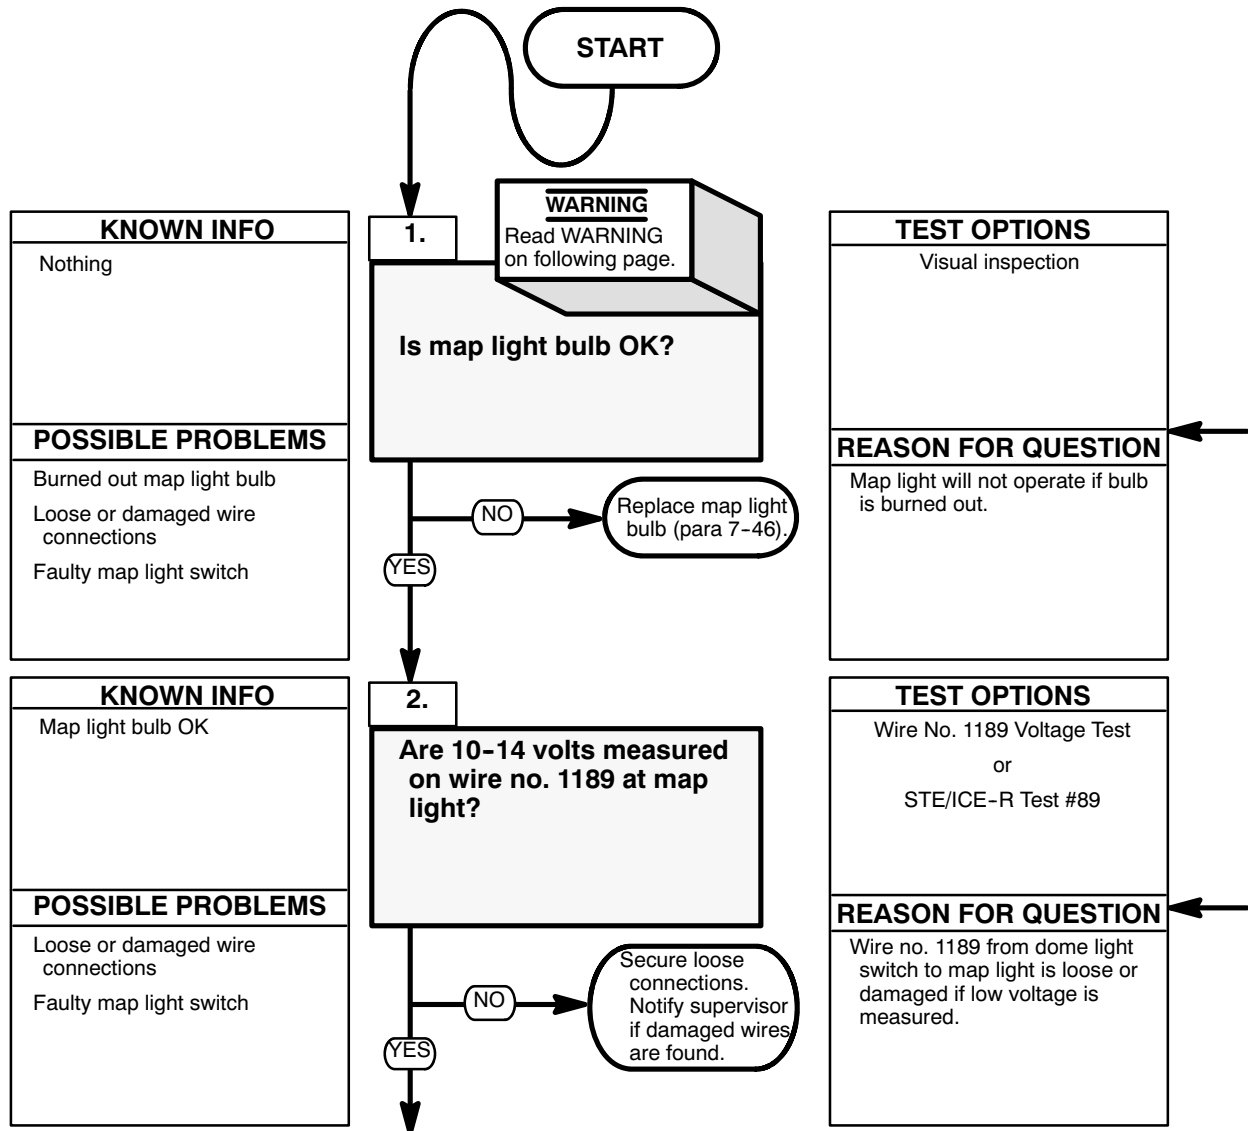 START
KNOWN INFO
Nothing
POSSIBLE PROBLEMS
Burned out map light bulb
Loose or damaged wire
connections
Faulty map light switch
1.
WARNING
Read WARNING
on following page.
Is map light bulb OK?
NO
Replace map light
bulb (para 7-46).
YES
TEST OPTIONS
Visual inspection
REASON FOR QUESTION
Map light will not operate if bulb
is burned out.
KNOWN INFO
Map light bulb OK
POSSIBLE PROBLEMS
Loose or damaged wire
connections
Faulty map light switch
2.
Are 10-14 volts measured
on wire no. 1189 at map
light?
NO
Secure loose
connections.
Notify supervisor
if damaged wires
are found.
YES
TEST OPTIONS
Wire No. 1189 Voltage Test
or
STE/ICE-R Test #89
REASON FOR QUESTION
Wire no. 1189 from dome light
switch to map light is loose or
damaged if low voltage is
measured.